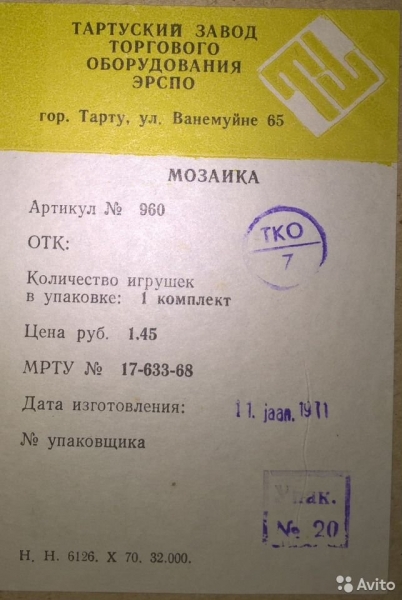 ТАРТУСКИЙ ЗАВОД
ТОРГОВОГО
ОБОРУДОВАНИЯ
ЭРСПО
гор. Тарту, ул. Ванемуйне 65
МОЗАИКА
Артикул № 960
ОТК:
ТКО
7
Количество игрушек
в упаковке: 1 комплект
Цена руб. 1.45
МРТУ № 17-633-68
Дата изготовления: 11. jaan. 1971
№ упаковщика
Упак.
№ 20
Н. Н. 6126. X 70. 32.000.
Avito